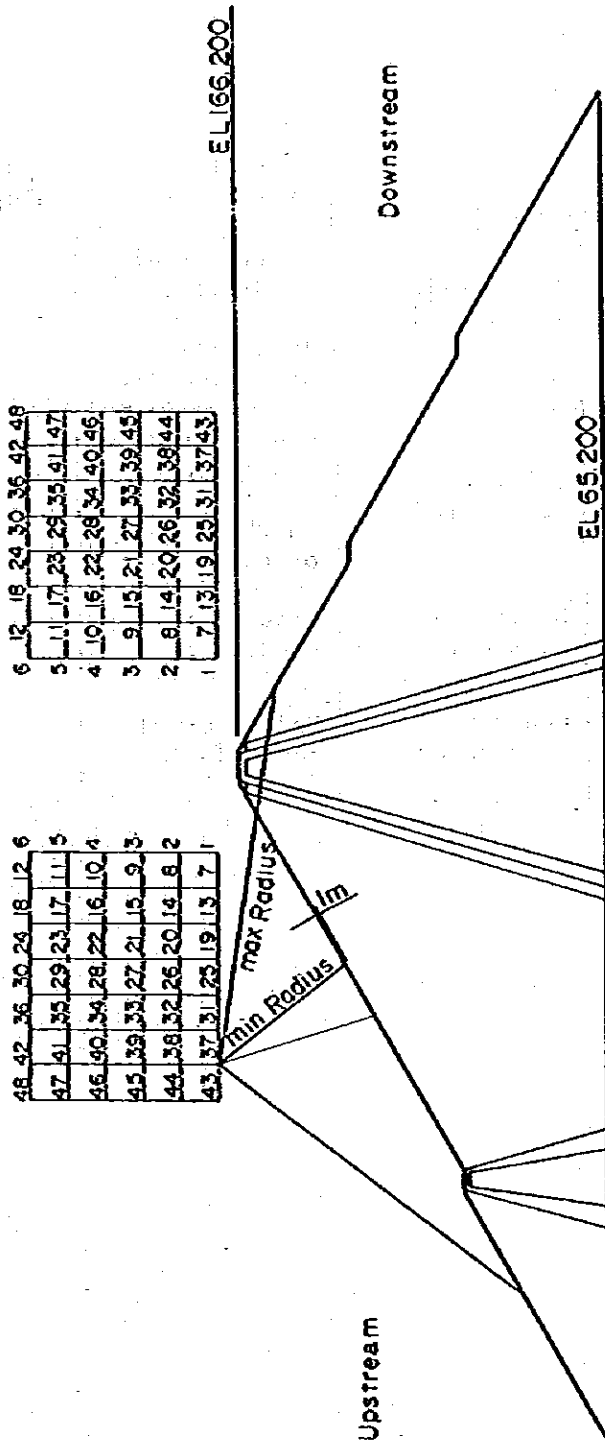 48 42 36 30 24 18 12 6
47 41 35 29 23 17 11 5
46 40 34 28 22 16 10 4
45 39 33 27 21 15 9 3
44 38 32 26 20 14 8 2
43 37 31 25 19 13 7 1
6 12 18 24 30 36 42 48
5 11 17 23 29 35 41 47
4 10 16 22 28 34 40 46
3 9 15 21 27 33 39 45
2 8 14 20 26 32 38 44
1 7 13 19 25 31 37 43
EL 166.200
max Radius
min Radius
1m
Upstream
Downstream
EL 65.200